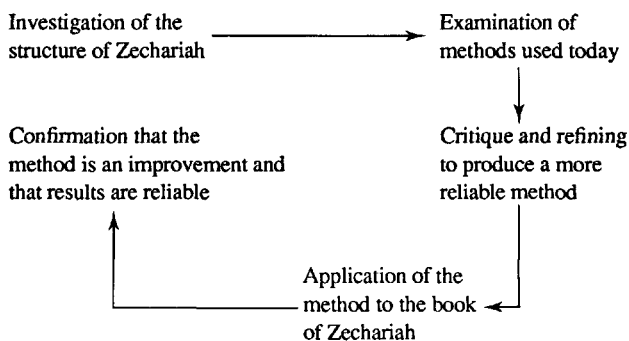 Investigation of the
structure of Zechariah
Examination of
methods used today
Critique and refining
to produce a more
reliable method
Application of the
method to the book
of Zechariah
Confirmation that the
method is an improvement and
that results are reliable